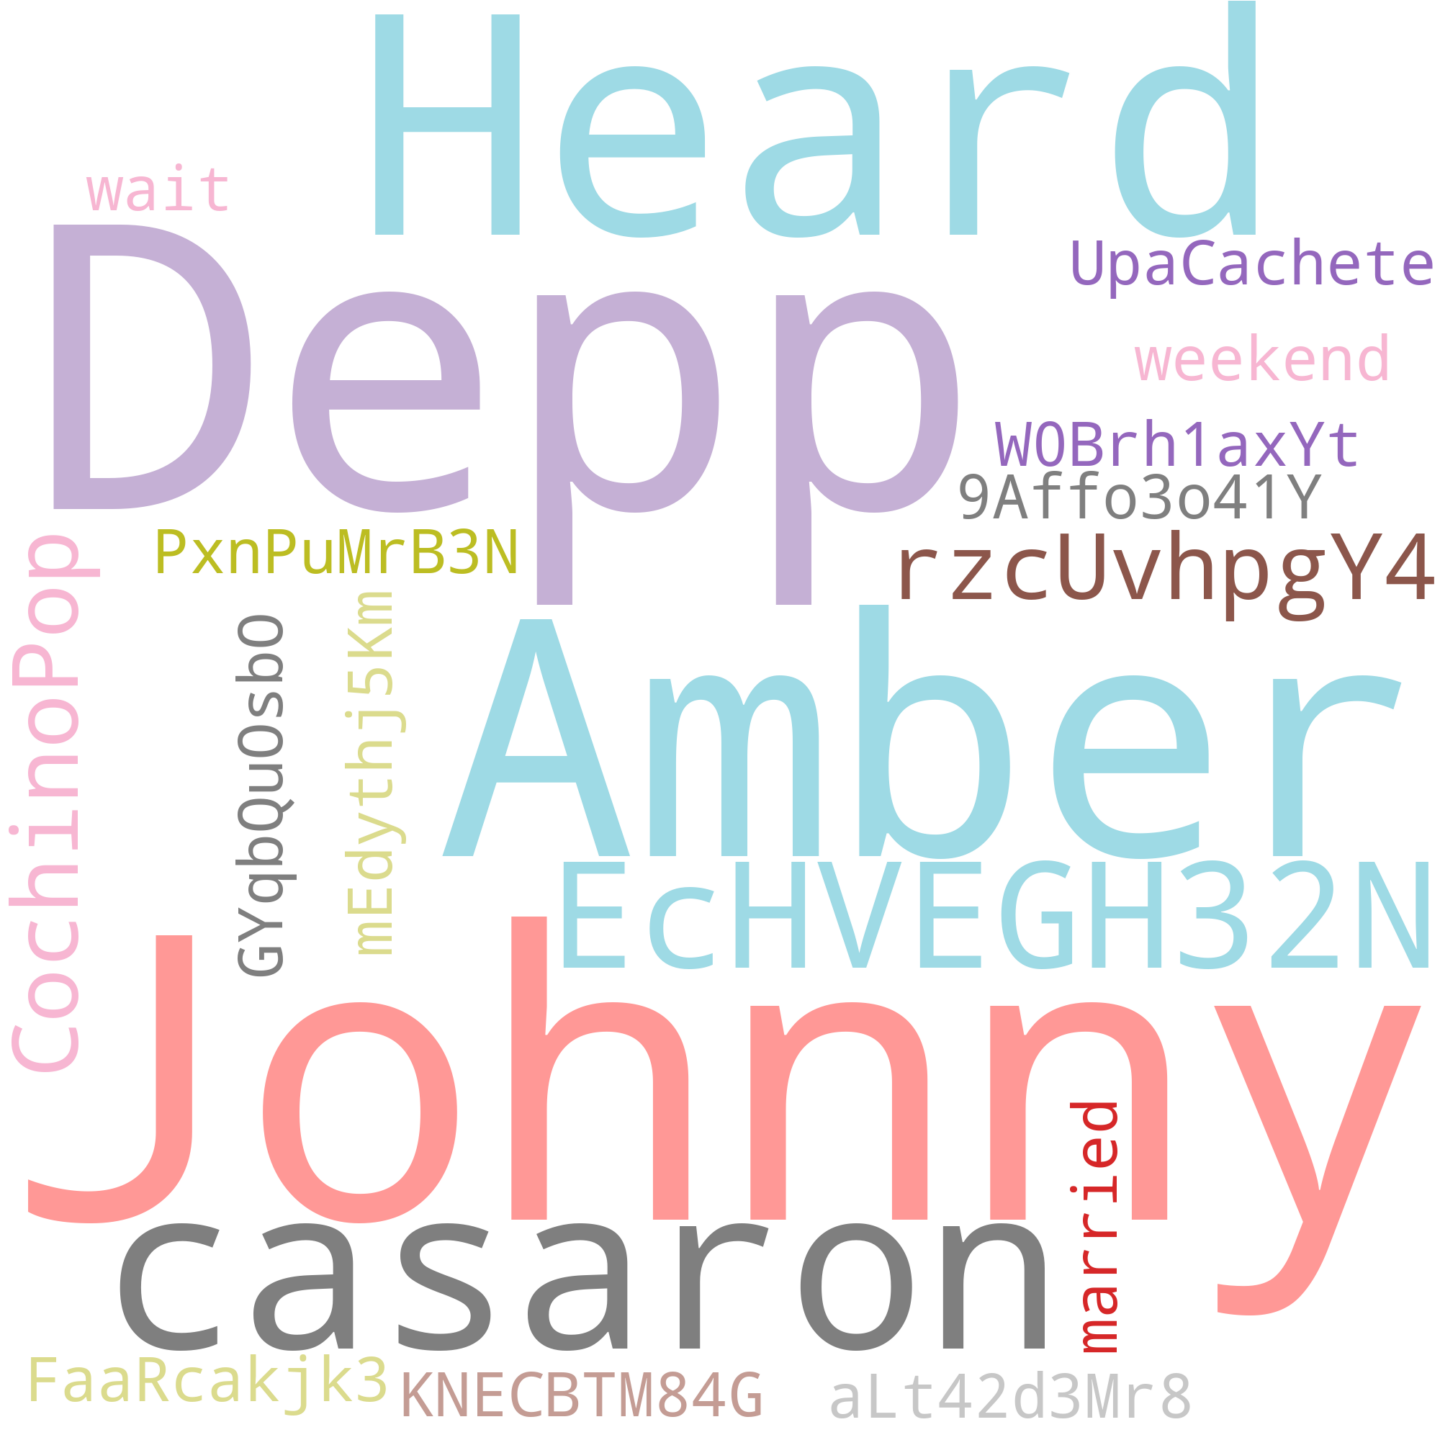 Heard
wait
Depp
UpaCachete
weekend
W0Brh1axYt
9Affo3o41Y
PxnPuMrB3N
rzcUvhpgY4
CochinoPop
GYqbQuOsbO
mEdythj5Km
Amber
EcHVEGH32N
Johnny
married
casaron
FaaRcakjk3
KNECBTM84G
aLt42d3Mr8